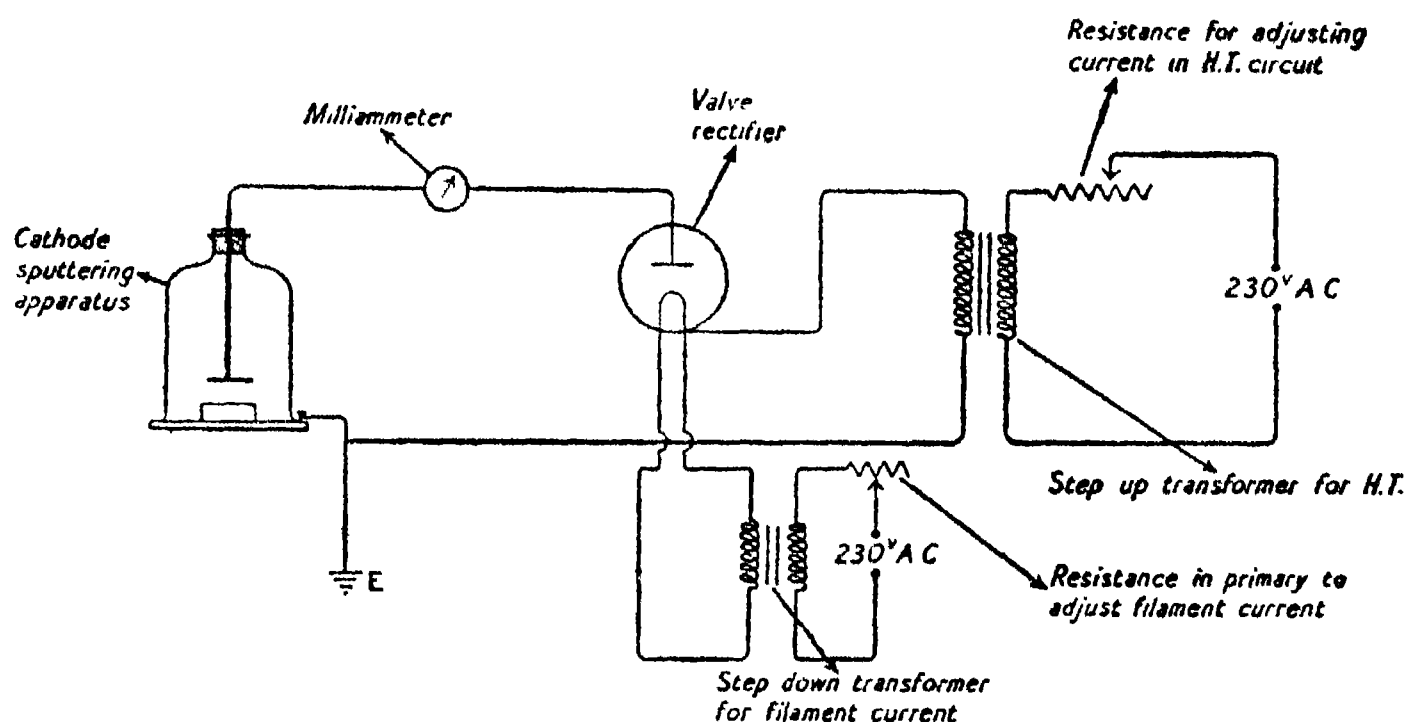 Resistance for adjusting
current in H.T. circuit
Milliammeter
Valve
rectifier
Cathode
sputtering
apparatus
230ᵛ A C
Step up transformer for H.T.
230ᵛ A C
E
Resistance in primary to
adjust filament current
Step down transformer
for filament current